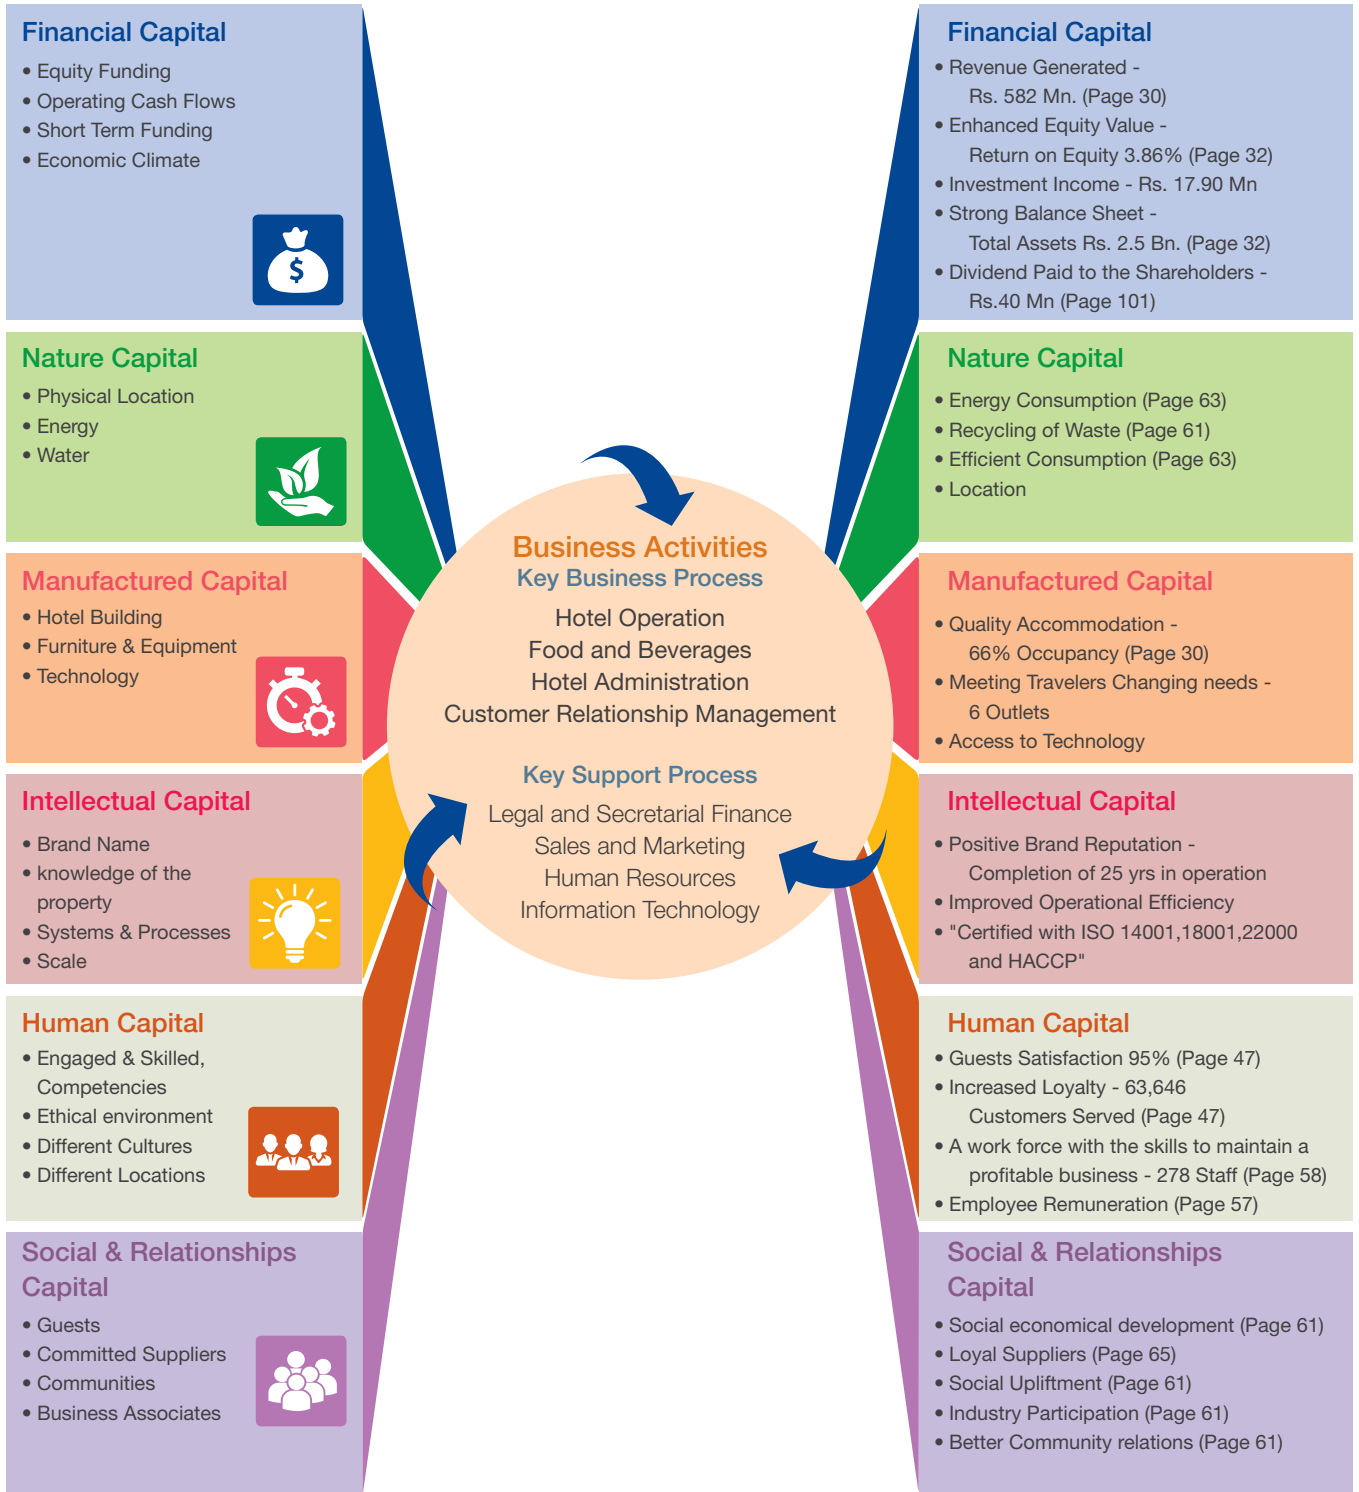 Financial Capital
• Equity Funding
• Operating Cash Flows
• Short Term Funding
• Economic Climate
$
Nature Capital
• Physical Location
• Energy
• Water
Manufactured Capital
• Hotel Building
• Furniture & Equipment
• Technology
Intellectual Capital
• Brand Name
• knowledge of the
property
• Systems & Processes
• Scale
Human Capital
• Engaged & Skilled,
Competencies
• Ethical environment
• Different Cultures
• Different Locations
Social & Relationships
Capital
• Guests
• Committed Suppliers
• Communities
• Business Associates
Business Activities
Key Business Process
Hotel Operation
Food and Beverages
Hotel Administration
Customer Relationship Management
Key Support Process
Legal and Secretarial Finance
Sales and Marketing
Human Resources
Information Technology
Financial Capital
• Revenue Generated -
Rs. 582 Mn. (Page 30)
• Enhanced Equity Value -
Return on Equity 3.86% (Page 32)
• Investment Income - Rs. 17.90 Mn
• Strong Balance Sheet -
Total Assets Rs. 2.5 Bn. (Page 32)
• Dividend Paid to the Shareholders -
Rs.40 Mn (Page 101)
Nature Capital
• Energy Consumption (Page 63)
• Recycling of Waste (Page 61)
• Efficient Consumption (Page 63)
• Location
Manufactured Capital
• Quality Accommodation -
66% Occupancy (Page 30)
• Meeting Travelers Changing needs -
6 Outlets
• Access to Technology
Intellectual Capital
• Positive Brand Reputation -
Completion of 25 yrs in operation
• Improved Operational Efficiency
• "Certified with ISO 14001,18001,22000
and HACCP"
Human Capital
• Guests Satisfaction 95% (Page 47)
• Increased Loyalty - 63,646
Customers Served (Page 47)
• A work force with the skills to maintain a
profitable business - 278 Staff (Page 58)
• Employee Remuneration (Page 57)
Social & Relationships
Capital
• Social economical development (Page 61)
• Loyal Suppliers (Page 65)
• Social Upliftment (Page 61)
• Industry Participation (Page 61)
• Better Community relations (Page 61)